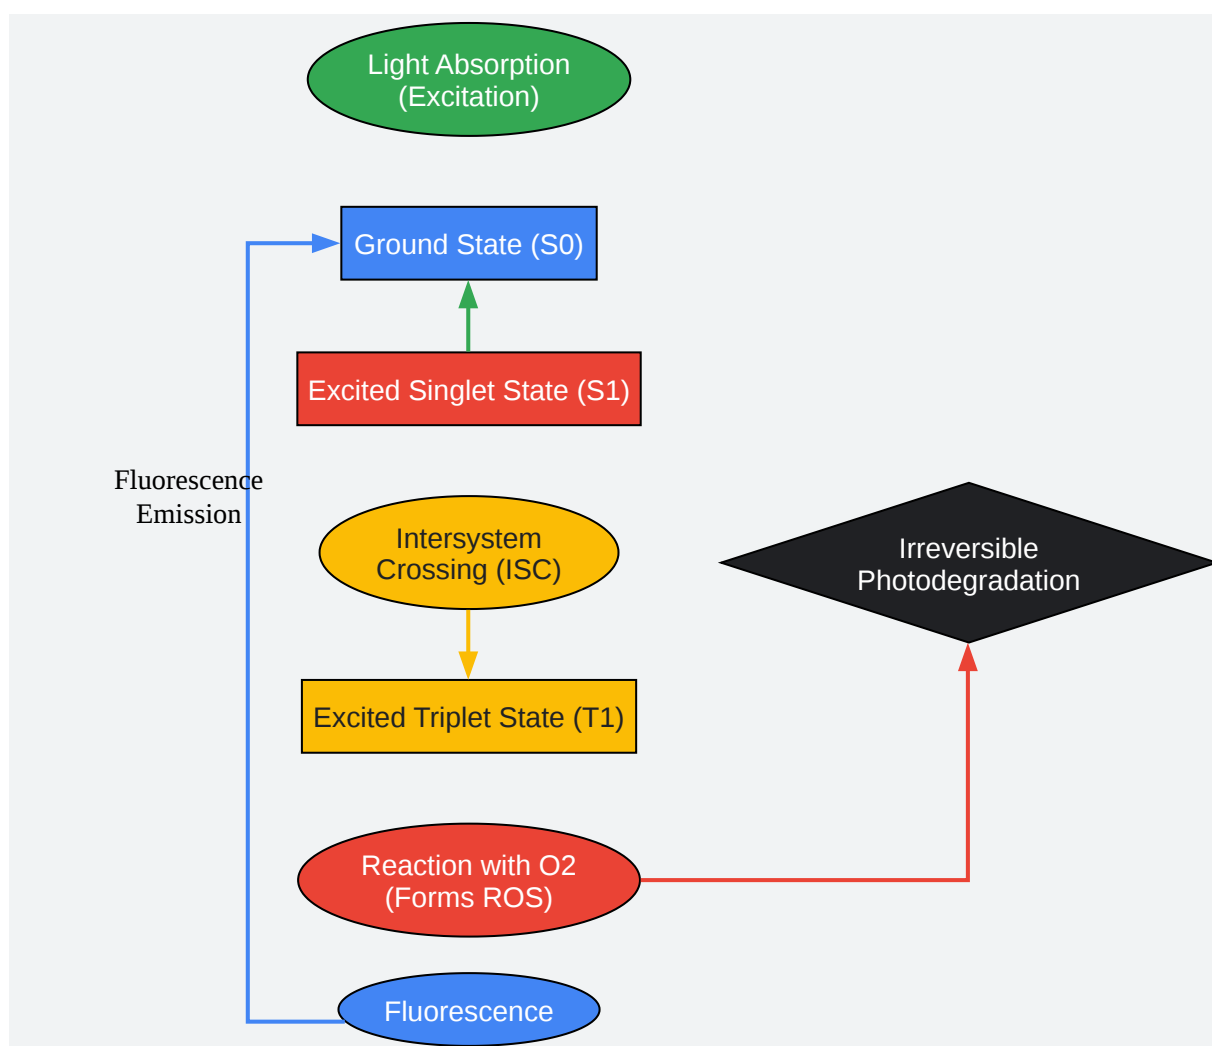 Light Absorption
(Excitation)
Ground State (S0)
Excited Singlet State (S1)
Fluorescence
Emission
Intersystem
Crossing (ISC)
Irreversible
Photodegradation
Excited Triplet State (T1)
Reaction with O2
(Forms ROS)
Fluorescence